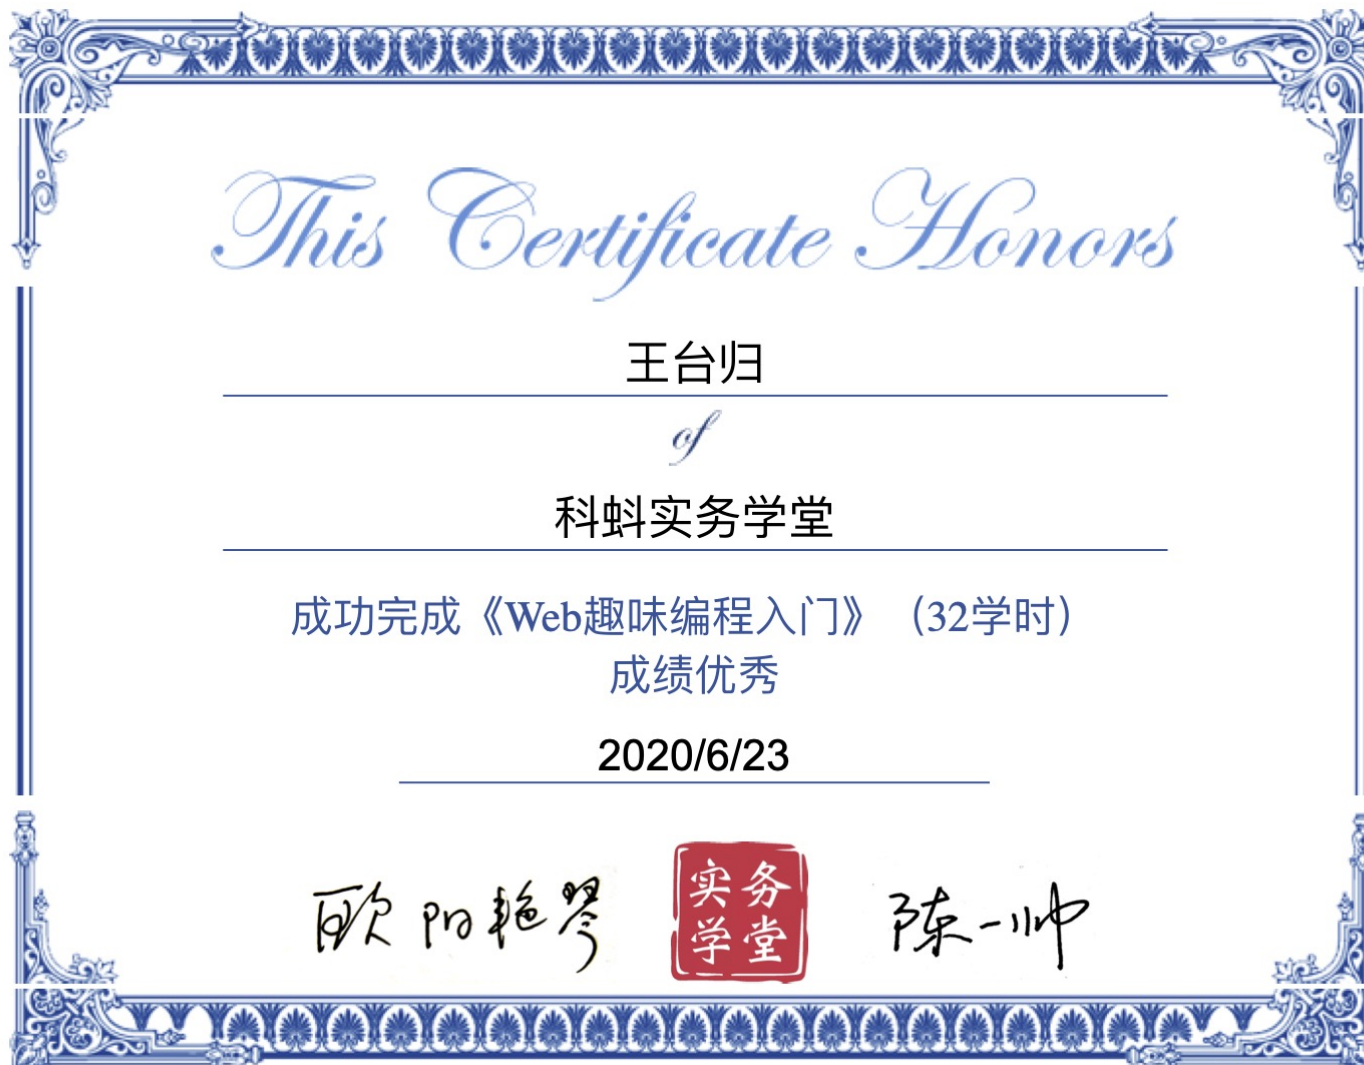 This Certificate Honors
王台归
of
科蚪实务学堂
成功完成《Web趣味编程入门》（32学时）
成绩优秀
2020/6/23
欧阳艳琴
实务
学堂
陈一帅